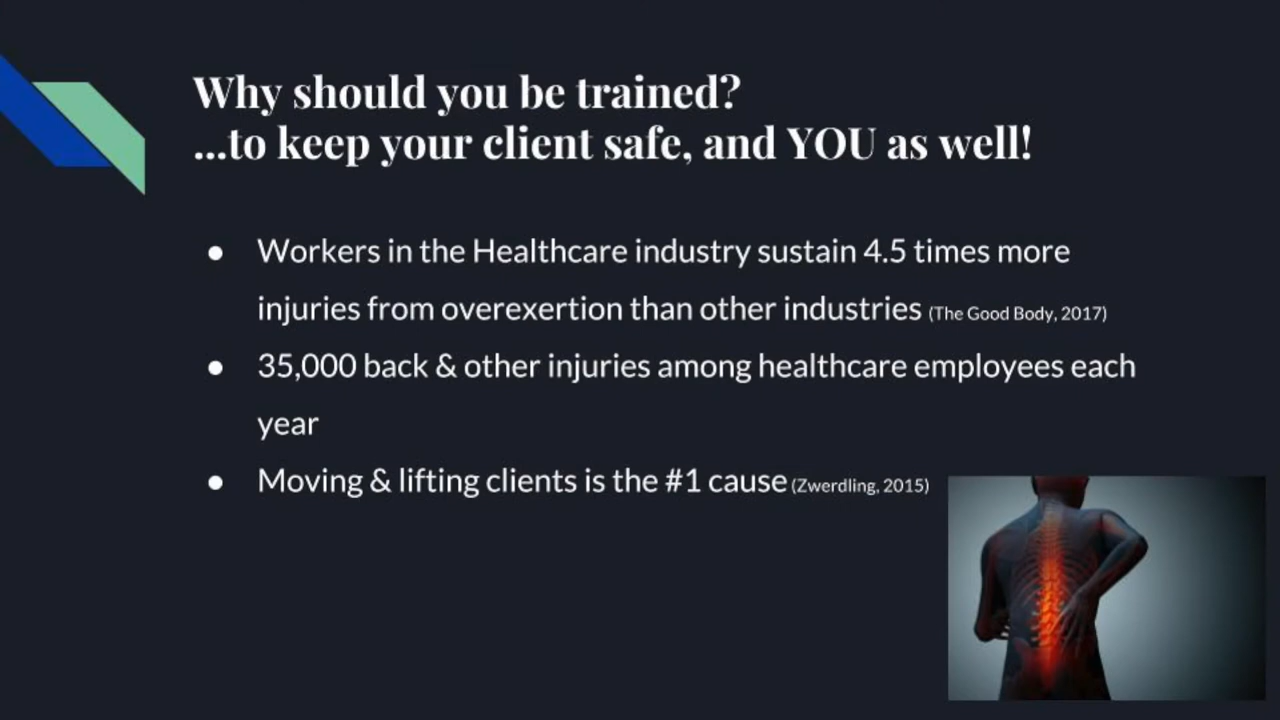 Why should you be trained?
...to keep your client safe, and YOU as well!
● Workers in the Healthcare industry sustain 4.5 times more
injuries from overexertion than other industries (The Good Body, 2017)
● 35,000 back & other injuries among healthcare employees each
year
● Moving & lifting clients is the #1 cause (Zwerdling, 2015)